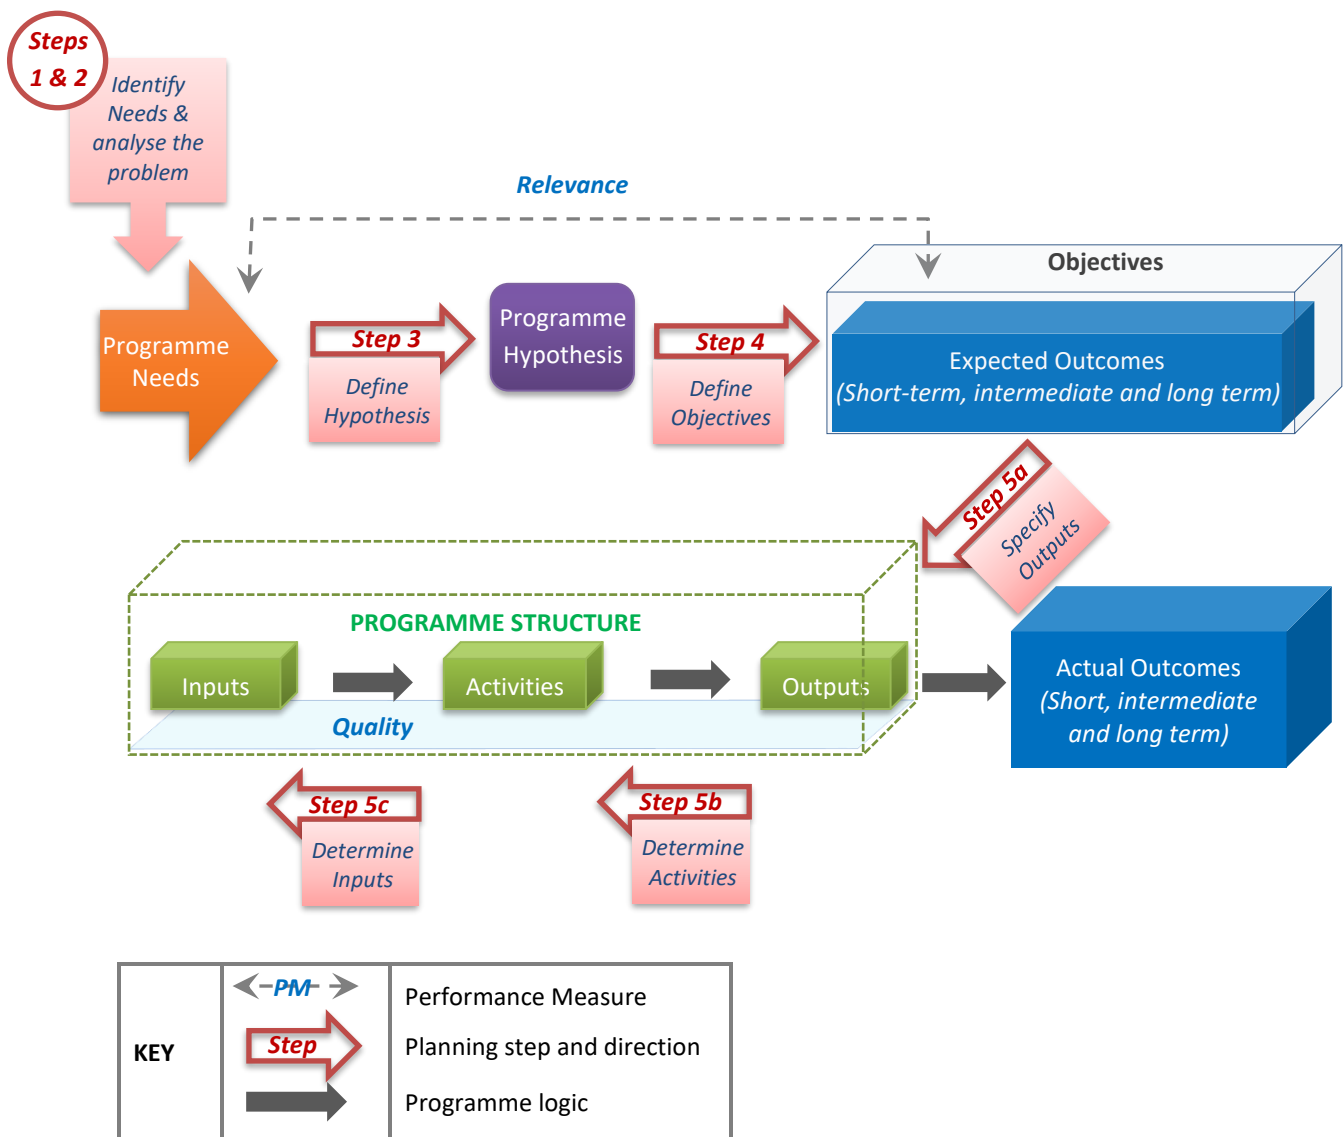 Steps
1 & 2
Identify
Needs &
analyse the
problem
Relevance
Objectives
Programme
Needs
Step 3
Define
Hypothesis
Programme
Hypothesis
Step 4
Define
Objectives
Expected Outcomes
(Short-term, intermediate and long term)
Step 5a
Specify
Outputs
PROGRAMME STRUCTURE
Inputs
Activities
Outputs
Quality
Actual Outcomes
(Short, intermediate
and long term)
Step 5c
Determine
Inputs
Step 5b
Determine
Activities
KEY
PM
Performance Measure
Step
Planning step and direction
Programme logic